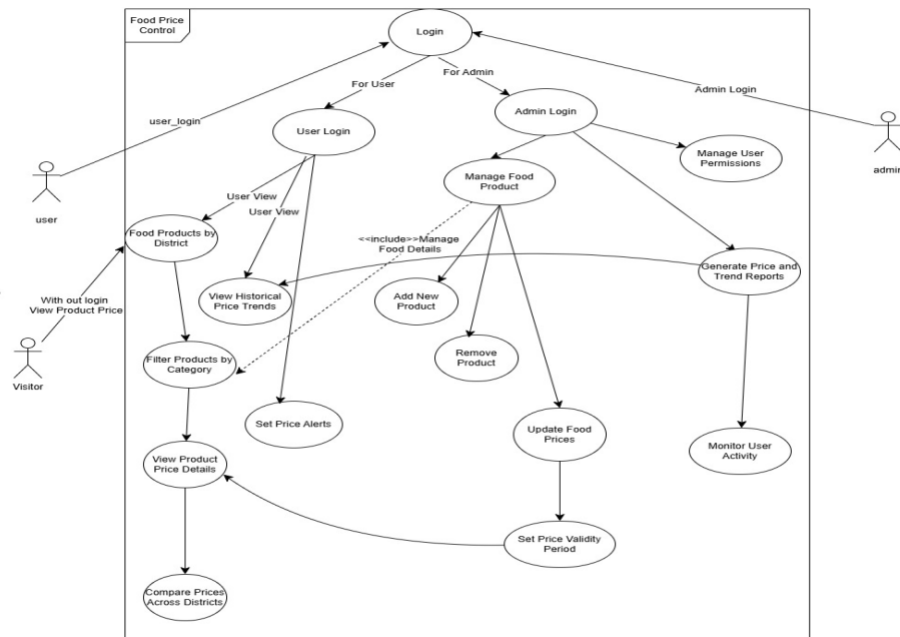 Food Price
Control
Login
For User
For Admin
Admin Login
user_login
User Login
Admin Login
Manage User
Permissions
user
admin
Manage Food
Product
User View
User View
Food Products by
District
<<include>>Manage
Food Details
Generate Price and
Trend Reports
With out login
View Product Price
View Historical
Price Trends
Add New
Product
Visitor
Filter Products by
Category
Remove
Product
Set Price Alerts
Update Food
Prices
Monitor User
Activity
View Product
Price Details
Set Price Validity
Period
Compare Prices
Across Districts